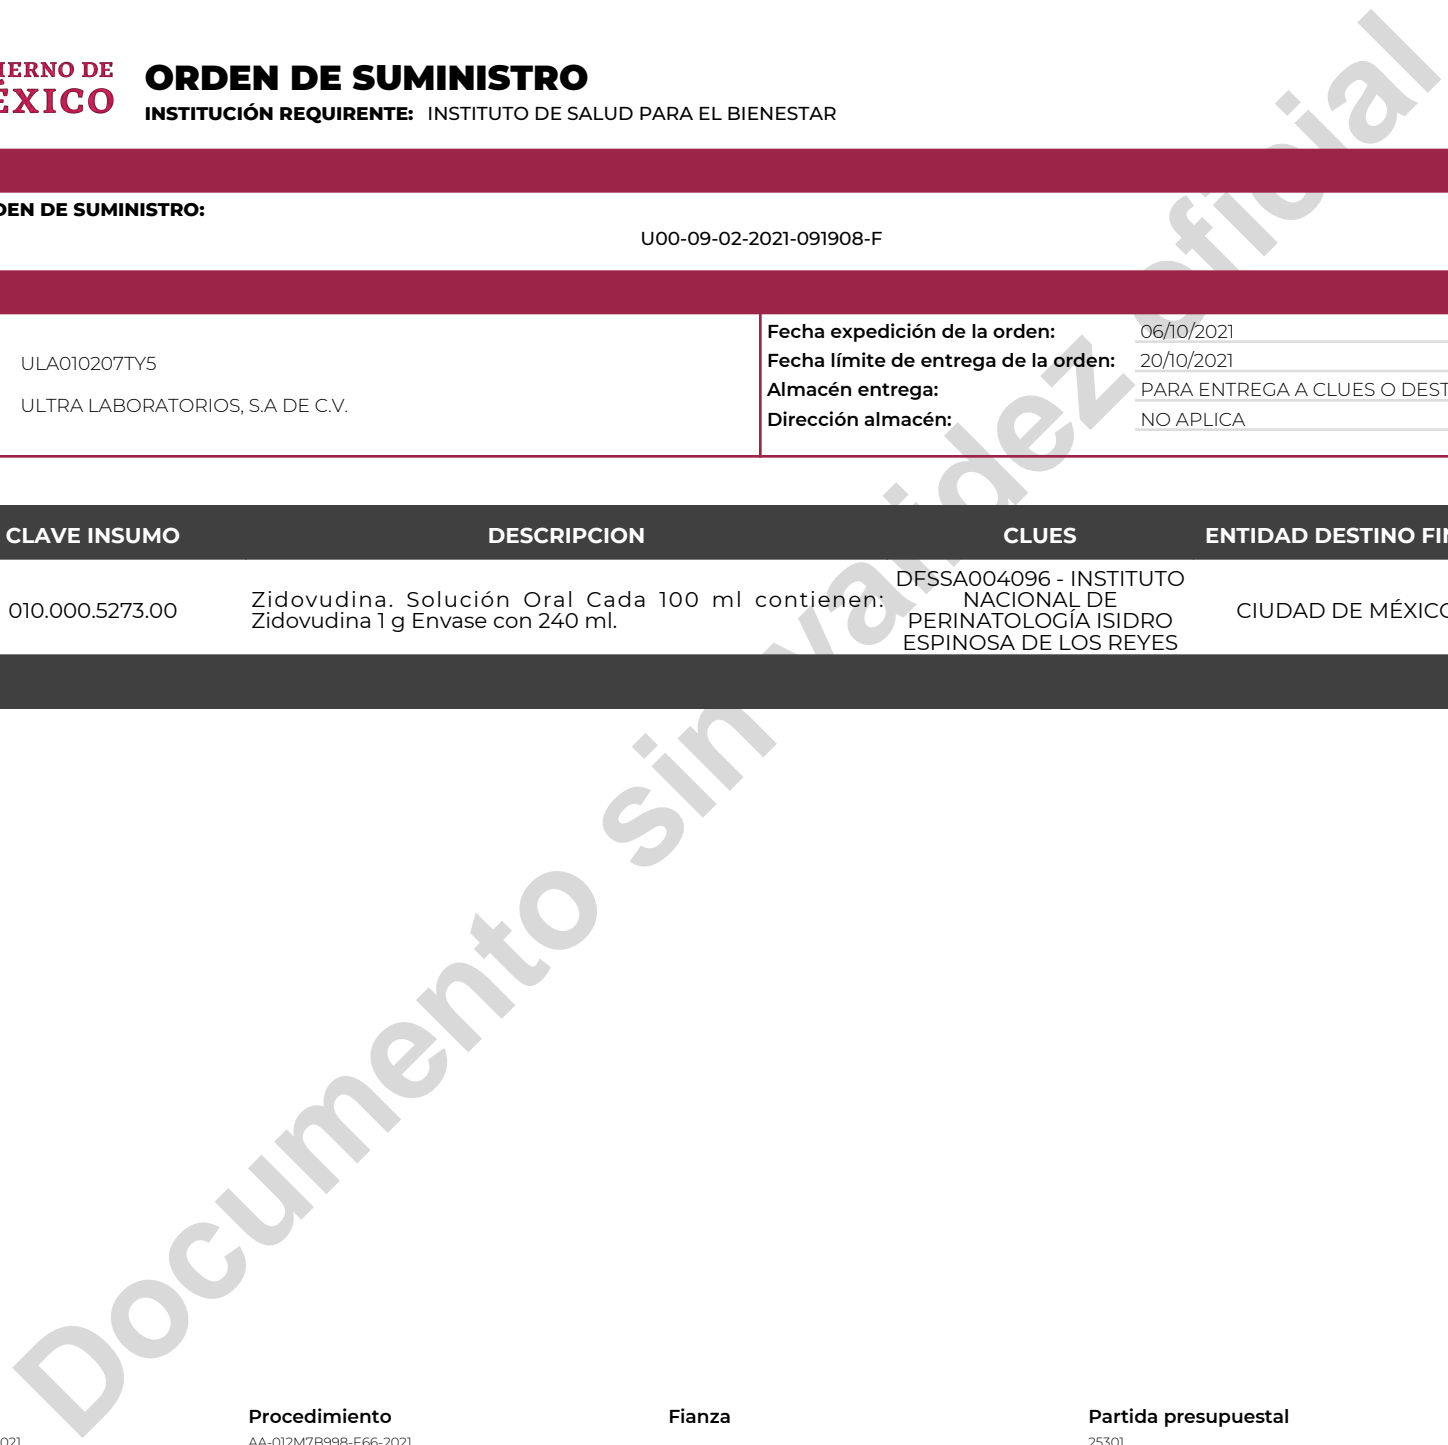 IERNO DE
ÉXICO
ORDEN DE SUMINISTRO
INSTITUCIÓN REQUIRENTE: INSTITUTO DE SALUD PARA EL BIENESTAR
DEN DE SUMINISTRO:
U00-09-02-2021-091908-F
ULA010207TY5
ULTRA LABORATORIOS, S.A DE C.V.
Fecha expedición de la orden: 06/10/2021
Fecha límite de entrega de la orden: 20/10/2021
Almacén entrega: PARA ENTREGA A CLUES O DEST
Dirección almacén: NO APLICA
CLAVE INSUMO DESCRIPCION CLUES ENTIDAD DESTINO FIN
010.000.5273.00
Zidovudina. Solución Oral Cada 100 ml contienen:
Zidovudina 1 g Envase con 240 ml.
DFSSA004096 - INSTITUTO
NACIONAL DE
PERINATOLOGÍA ISIDRO
ESPINOSA DE LOS REYES
CIUDAD DE MÉXICO
Documento sin validez oficial
Procedimiento Fianza Partida presupuestal
021 AA-012M7B998-E66-2021 25301